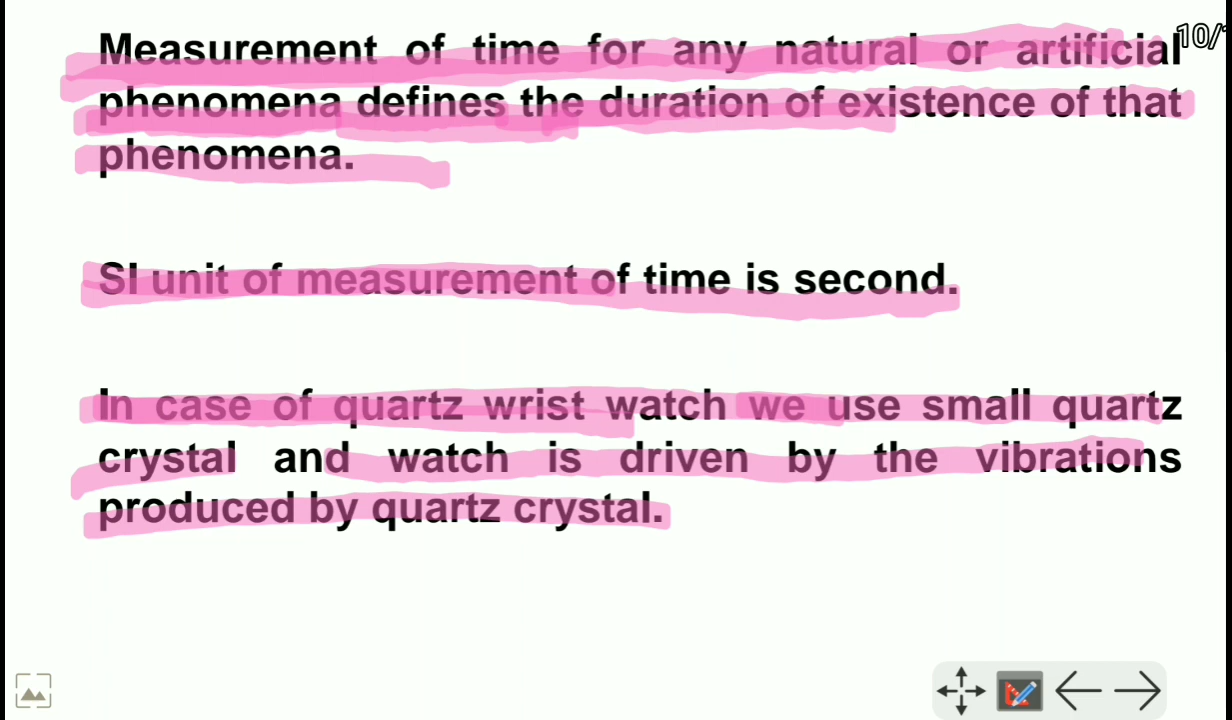 Measurement of time for any natural or artificial
10/
phenomena defines the duration of existence of that
phenomena.
SI unit of measurement of time is second.
In case of quartz wrist watch we use small quartz
crystal and watch is driven by the vibrations
produced by quartz crystal.